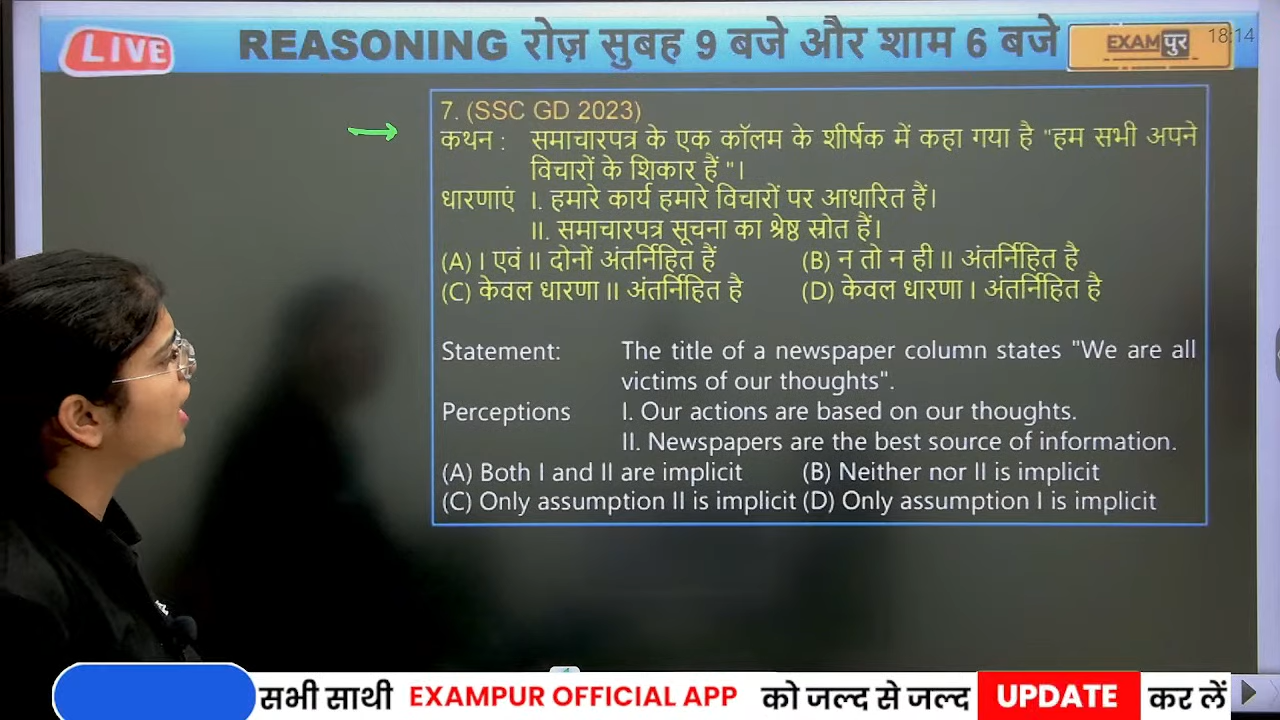 LIVE
REASONING रोज़ सुबह 9 बजे और शाम 6 बजे
EXAMपुर
18:14
7. (SSC GD 2023)
कथन : समाचारपत्र के एक कॉलम के शीर्षक में कहा गया है "हम सभी अपने
विचारों के शिकार हैं "।
धारणाएं I. हमारे कार्य हमारे विचारों पर आधारित हैं।
II. समाचारपत्र सूचना का श्रेष्ठ स्रोत हैं।
(A) I एवं II दोनों अंतर्निहित हैं (B) न तो न ही II अंतर्निहित है
(C) केवल धारणा II अंतर्निहित है (D) केवल धारणा I अंतर्निहित है
Statement: The title of a newspaper column states "We are all
victims of our thoughts".
Perceptions I. Our actions are based on our thoughts.
II. Newspapers are the best source of information.
(A) Both I and II are implicit (B) Neither nor II is implicit
(C) Only assumption II is implicit (D) Only assumption I is implicit
सभी साथी EXAMPUR OFFICIAL APP को जल्द से जल्द UPDATE कर लें